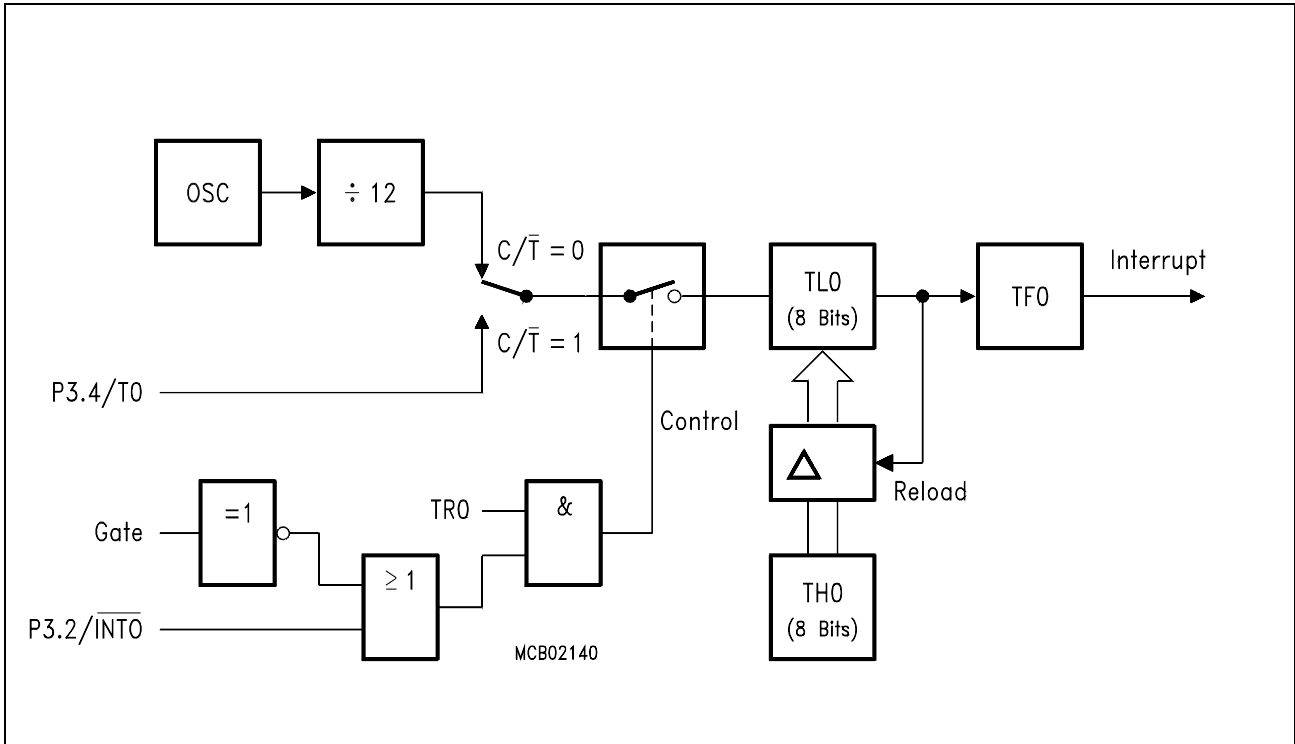 OSC
÷ 12
C/T̅ = 0
C/T̅ = 1
P3.4/T0
TL0
(8 Bits)
TF0
Interrupt
Control
Reload
Gate
=1
TR0
&
≥ 1
P3.2/I̅N̅T̅0̅
TH0
(8 Bits)
MCB02140